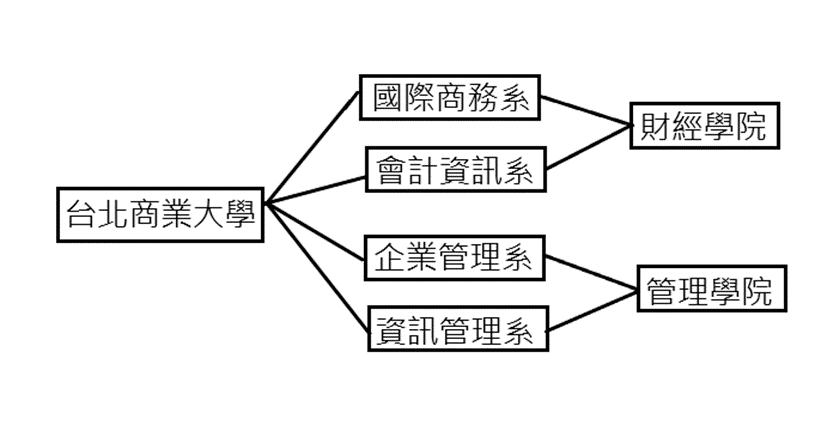 國際商務系
財經學院
會計資訊系
台北商業大學
企業管理系
管理學院
資訊管理系